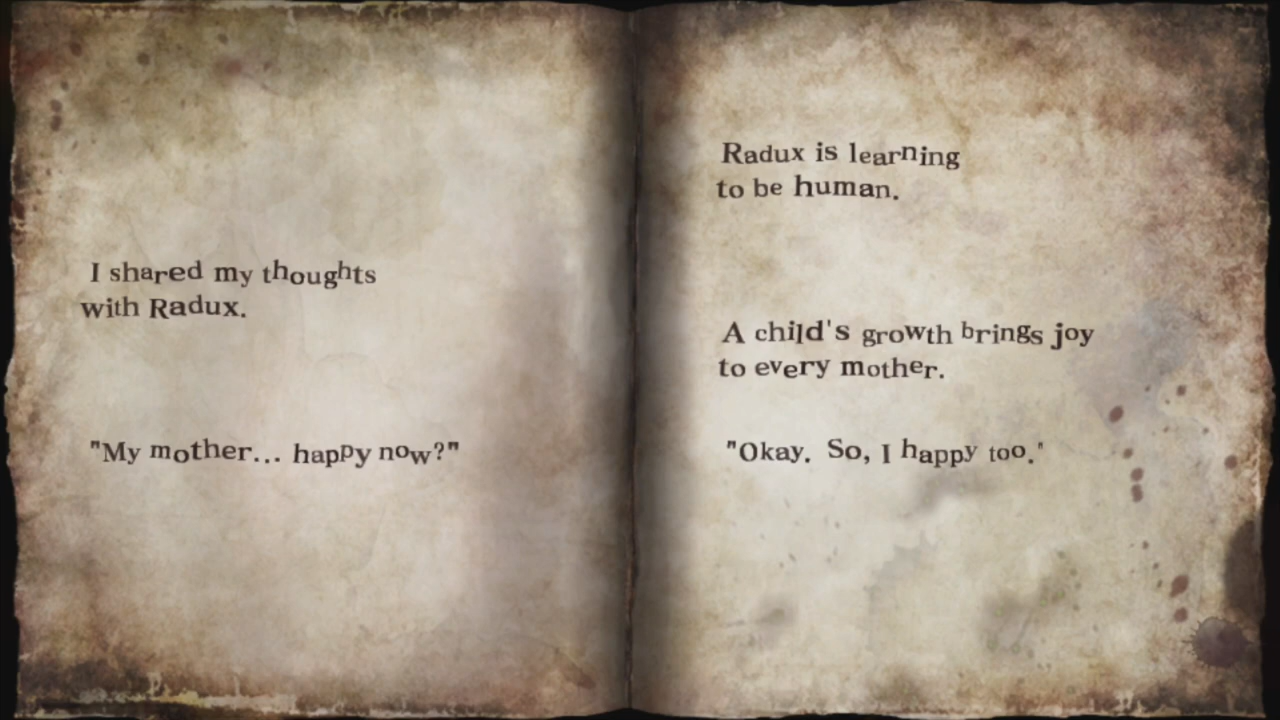 I shared my thoughts
with Radux.
"My mother... happy now?"
Radux is learning
to be human.
A child's growth brings joy
to every mother.
"Okay. So, I happy too."